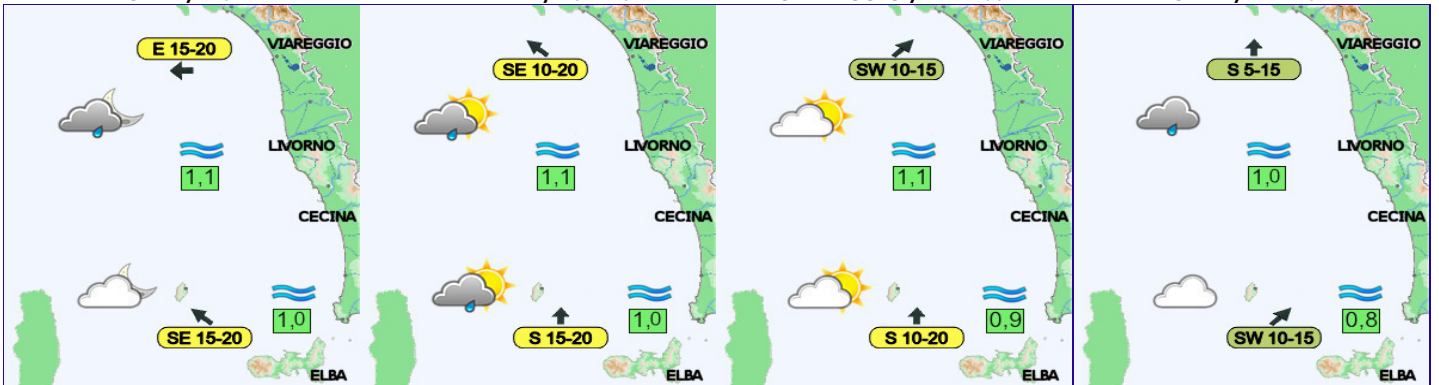 E 15-20
VIAREGGIO
LIVORNO
1,1
CECINA
1,0
SE 15-20
ELBA
SE 10-20
VIAREGGIO
LIVORNO
1,1
CECINA
1,0
S 15-20
ELBA
SW 10-15
VIAREGGIO
LIVORNO
1,1
CECINA
0,9
S 10-20
ELBA
S 5-15
VIAREGGIO
LIVORNO
1,0
CECINA
0,8
SW 10-15
ELBA